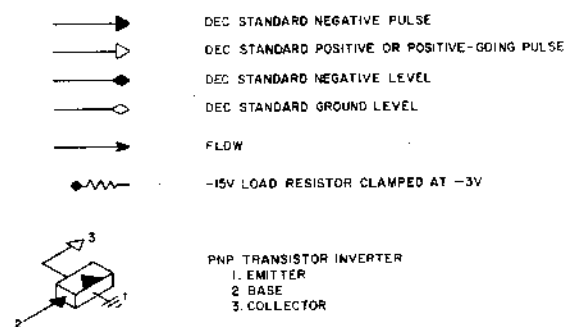 DEC STANDARD NEGATIVE PULSE
DEC STANDARD POSITIVE OR POSITIVE-GOING PULSE
DEC STANDARD NEGATIVE LEVEL
DEC STANDARD GROUND LEVEL
FLOW
-15V LOAD RESISTOR CLAMPED AT -3V
3
PNP TRANSISTOR INVERTER
1. EMITTER
1
2 BASE
3. COLLECTOR
2